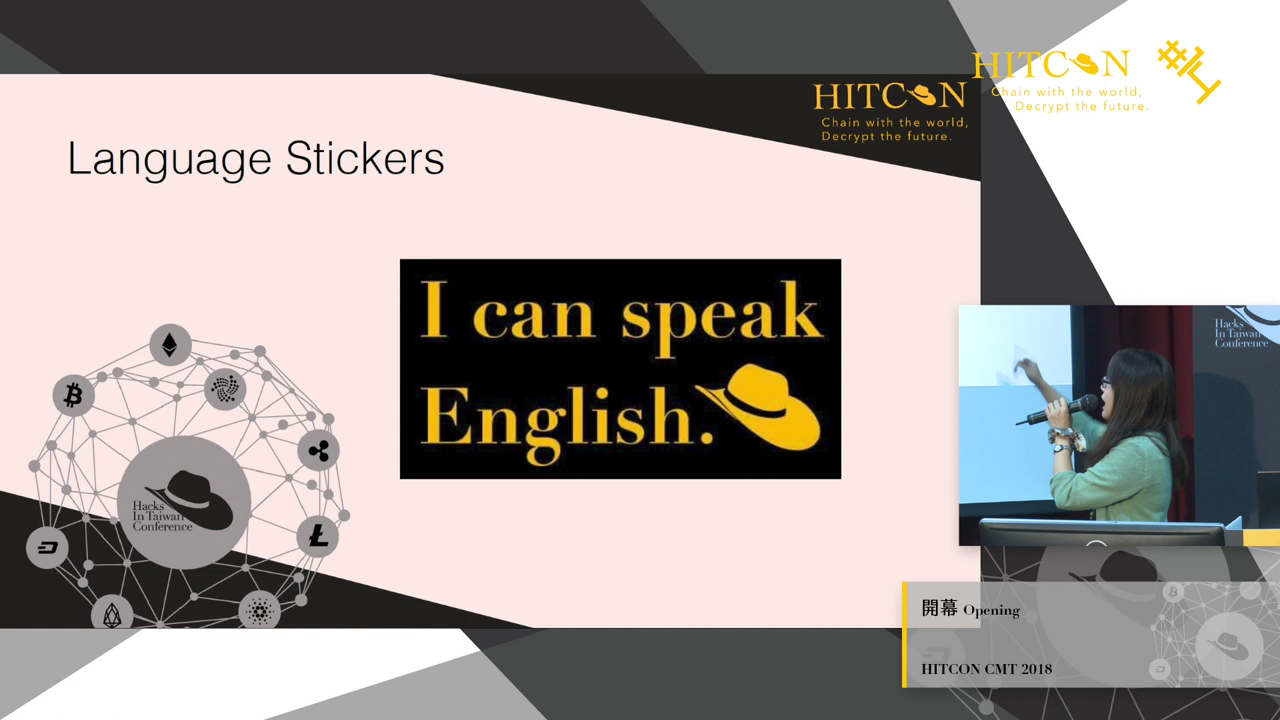 HITCON
Chain with the world,
Decrypt the future.
#14
HITCON
Chain with the world,
Decrypt the future.
Language Stickers
I can speak
English.
Hacks
In Taiwan
Conference
Hacks
In Taiwan
Conference
開幕 Opening
HITCON CMT 2018